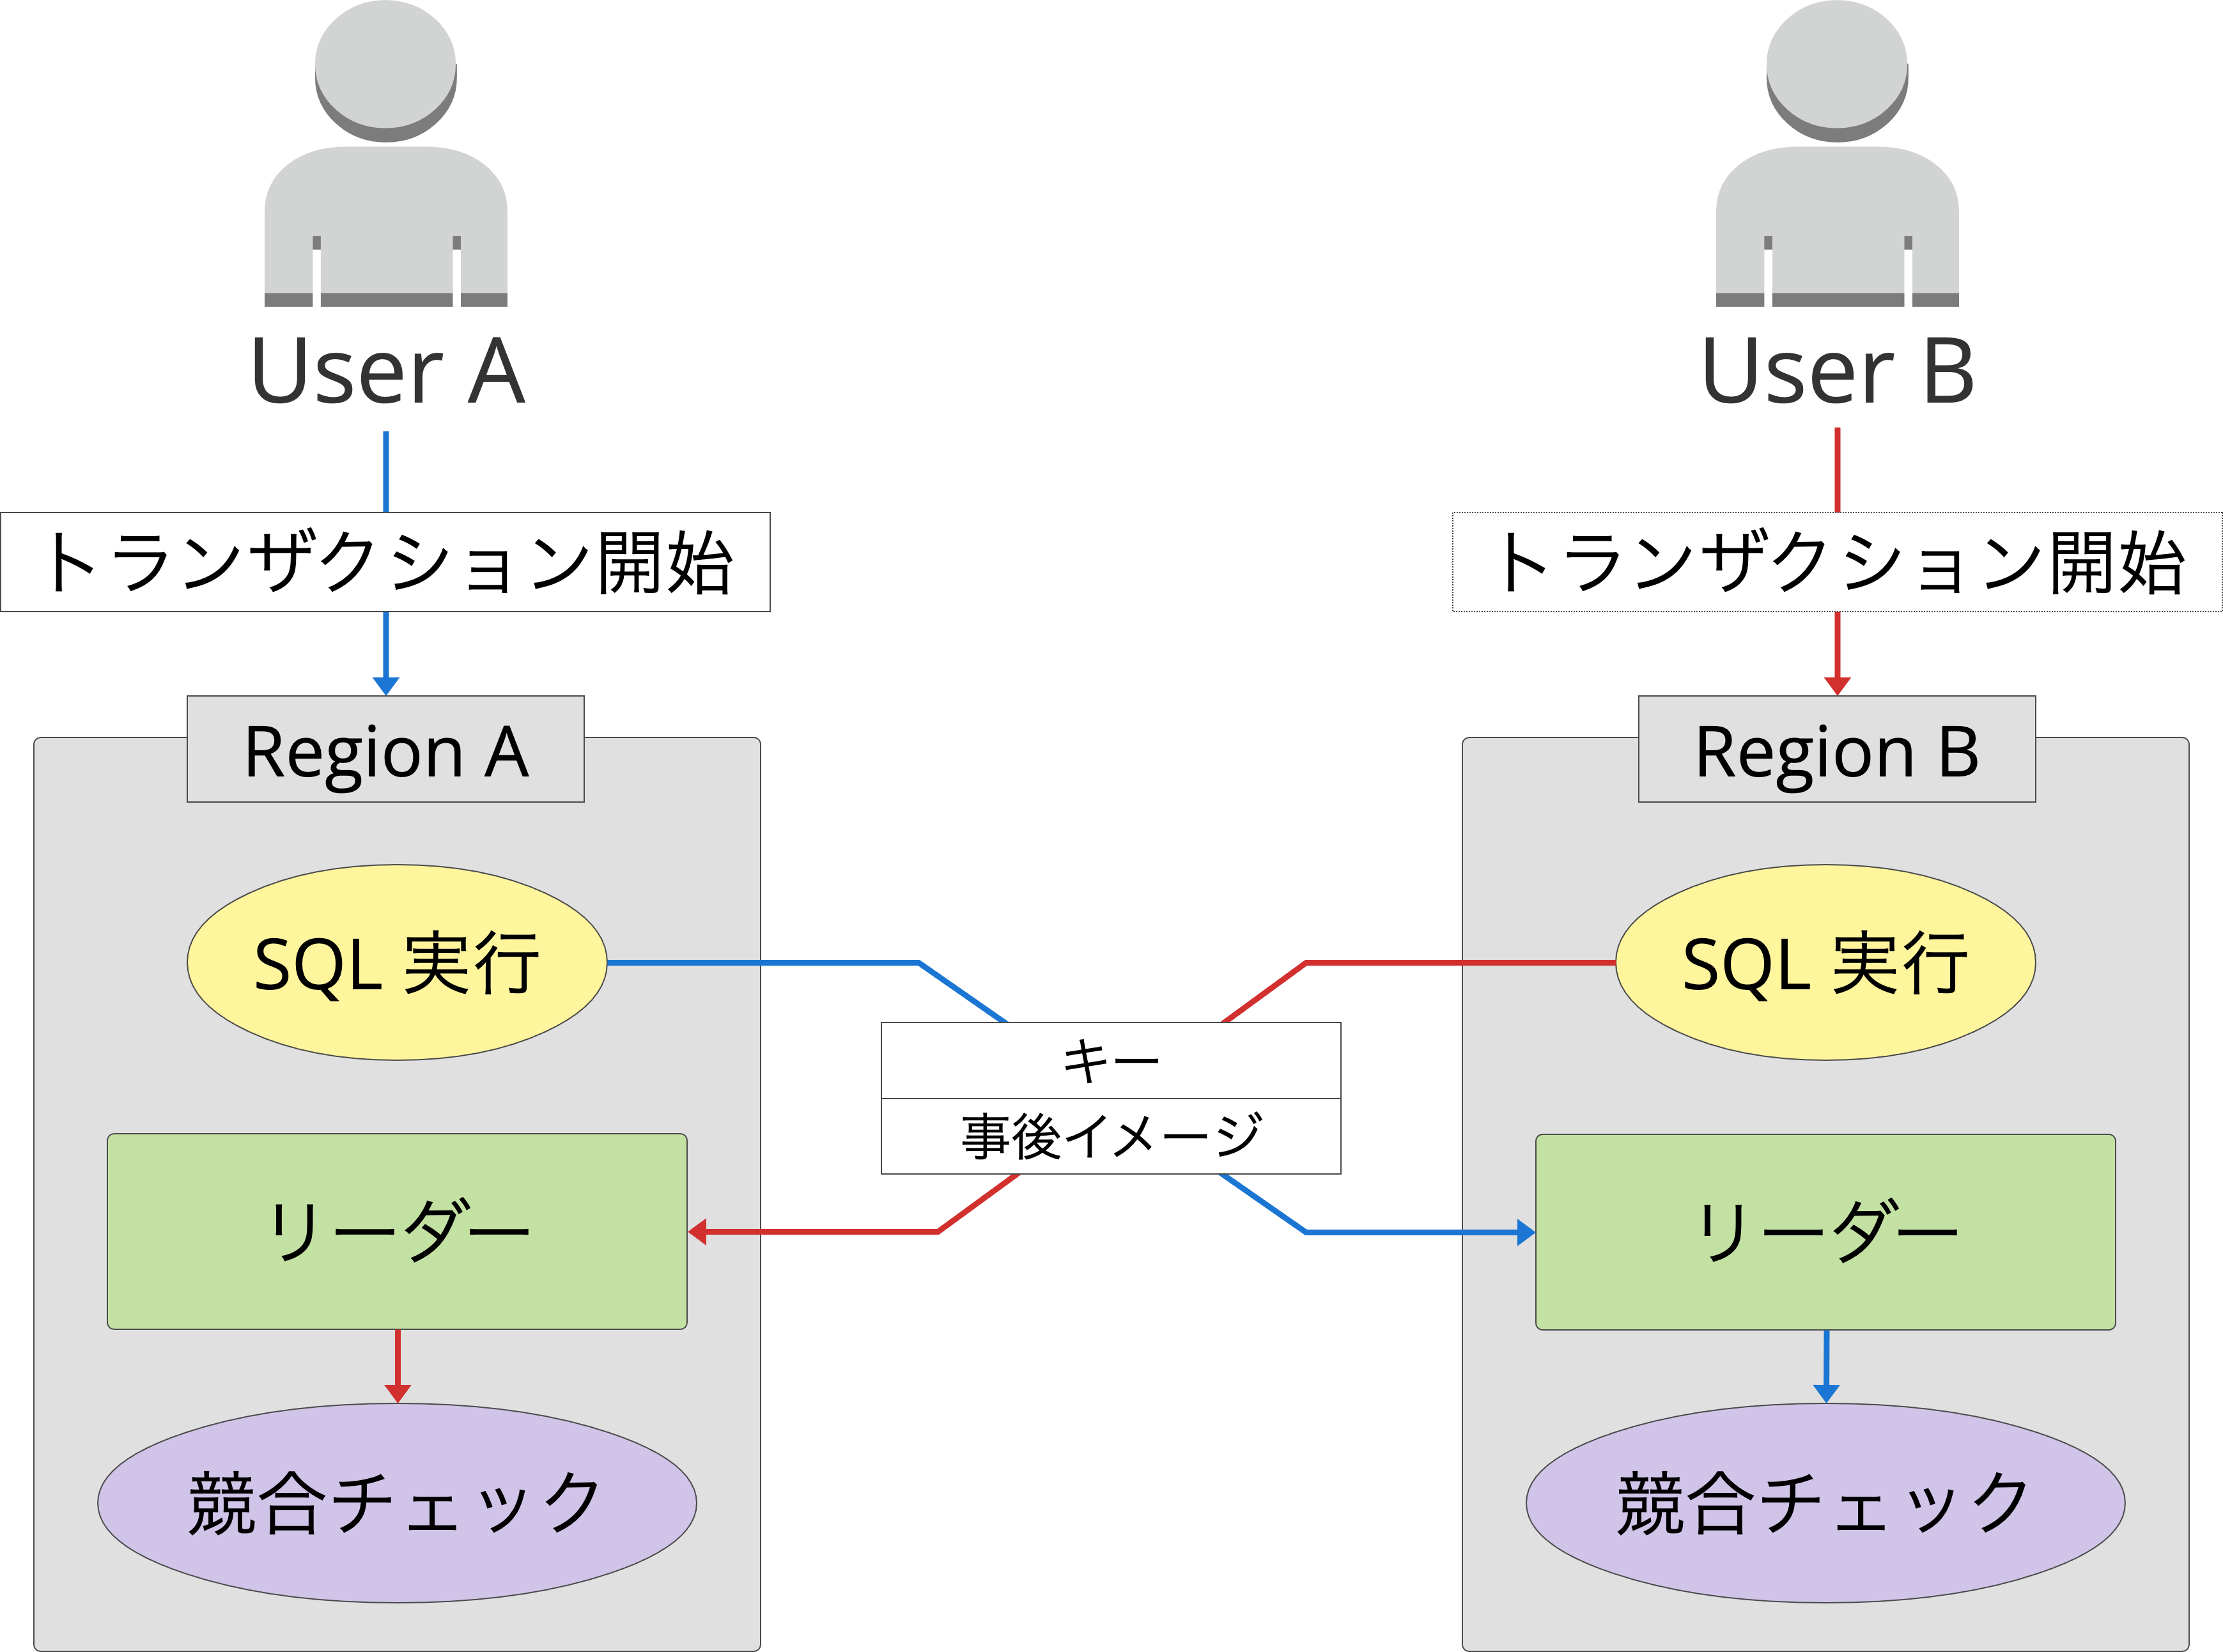 User A
User B
トランザクション開始
トランザクション開始
Region A
Region B
SQL 実行
SQL 実行
キー
事後イメージ
リーダー
リーダー
競合チェック
競合チェック